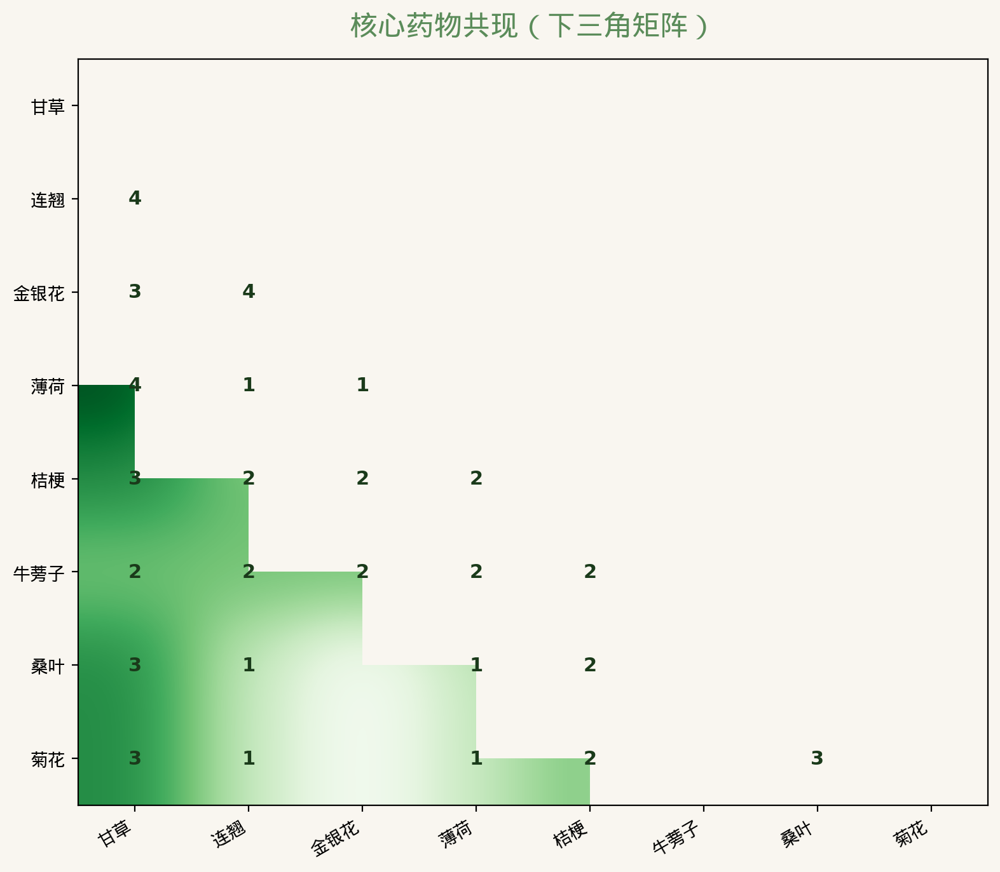 核心药物共现（下三角矩阵）
甘草
连翘 4
金银花 3 4
薄荷 4 1 1
桔梗 3 2 2 2
牛蒡子 2 2 2 2 2
桑叶 3 1 1 2
菊花 3 1 1 2 3
甘草 连翘 金银花 薄荷 桔梗 牛蒡子 桑叶 菊花